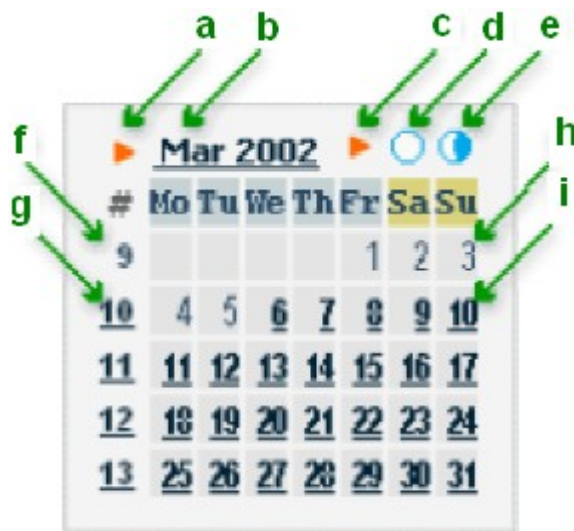 a b c d e
f Mar 2002 h
g # Mo Tu We Th Fr Sa Su i
9 1 2 3
10 4 5 6 7 8 9 10
11 11 12 13 14 15 16 17
12 18 19 20 21 22 23 24
13 25 26 27 28 29 30 31